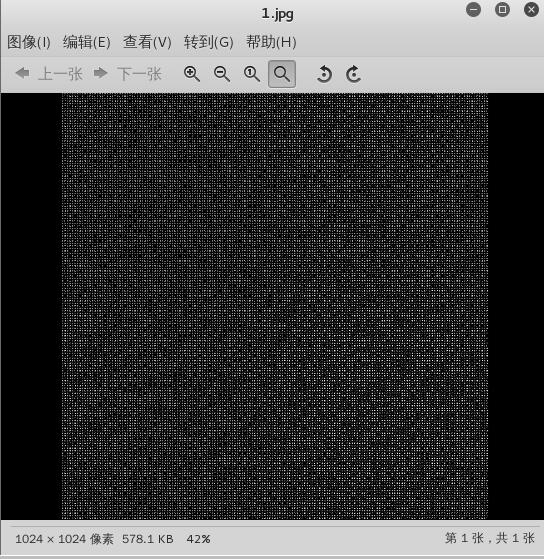 1.jpg
图像(I) 编辑(E) 查看(V) 转到(G) 帮助(H)
上一张 下一张
1024 × 1024 像素 578.1 KB 42% 第 1 张，共 1 张